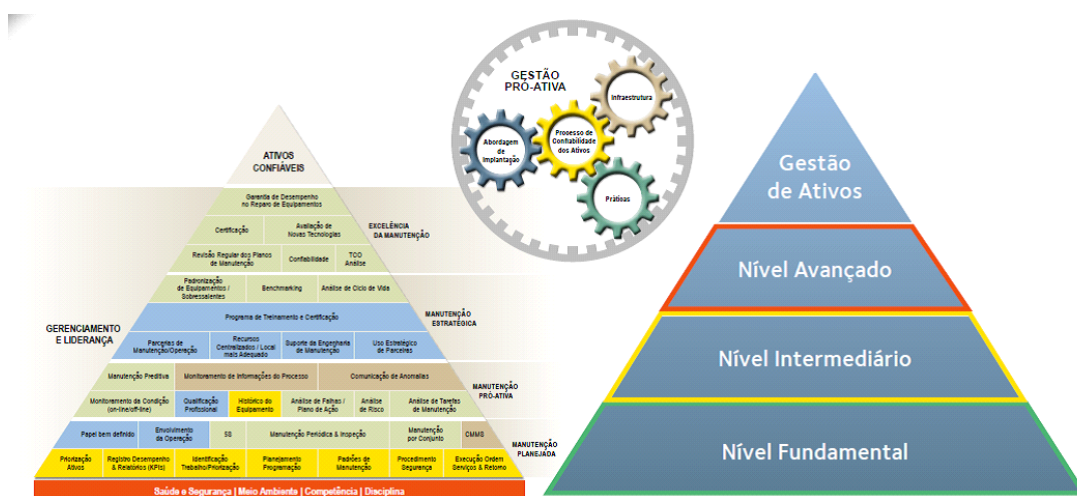 GESTÃO
PRÓ-ATIVA
Infraestrutura
Abordagem
de
Implantação
Processo de
Confiabilidade
dos Ativos
Práticas
ATIVOS
CONFIÁVEIS
Garantia de Desempenho
no Reparo de Equipamentos
Certificação
Avaliação de
Novas Tecnologias
EXCELÊNCIA
DA MANUTENÇÃO
Revisão Regular dos Planos
de Manutenção
Confiabilidade
TCO
Análise
Padronização
de Equipamentos /
Sobressalentes
Benchmarking
Análise de Ciclo de Vida
GERENCIAMENTO
E LIDERANÇA
Programa de Treinamento e Certificação
MANUTENÇÃO
ESTRATÉGICA
Parcerias de
Manutenção/Operação
Recursos
Centralizados / Local
mais Adequado
Suporte da Engenharia
de Manutenção
Uso Estratégico
de Parceiras
Manutenção Preditiva
Monitoramento de Informações do Processo
Comunicação de Anomalias
MANUTENÇÃO
PRÓ-ATIVA
Monitoramento da Condição
(on-line/off-line)
Qualificação
Profissional
Histórico do
Equipamento
Análise de Falhas /
Plano de Ação
Análise
de Risco
Análise de Tarefas
de Manutenção
Papel bem definido
Envolvimento
da Operação
5S
Manutenção Periódica & Inspeção
Manutenção
por Conjunto
CMMS
MANUTENÇÃO
PLANEJADA
Priorização
Ativos
Registro Desempenho
& Relatórios (KPIs)
Identificação
Trabalho/Priorização
Planejamento
Programação
Padrões de
Manutenção
Procedimento
Segurança
Execução Ordem
Serviços & Retorno
Saúde e Segurança | Meio Ambiente | Competência | Disciplina
Gestão
de Ativos
Nível Avançado
Nível Intermediário
Nível Fundamental